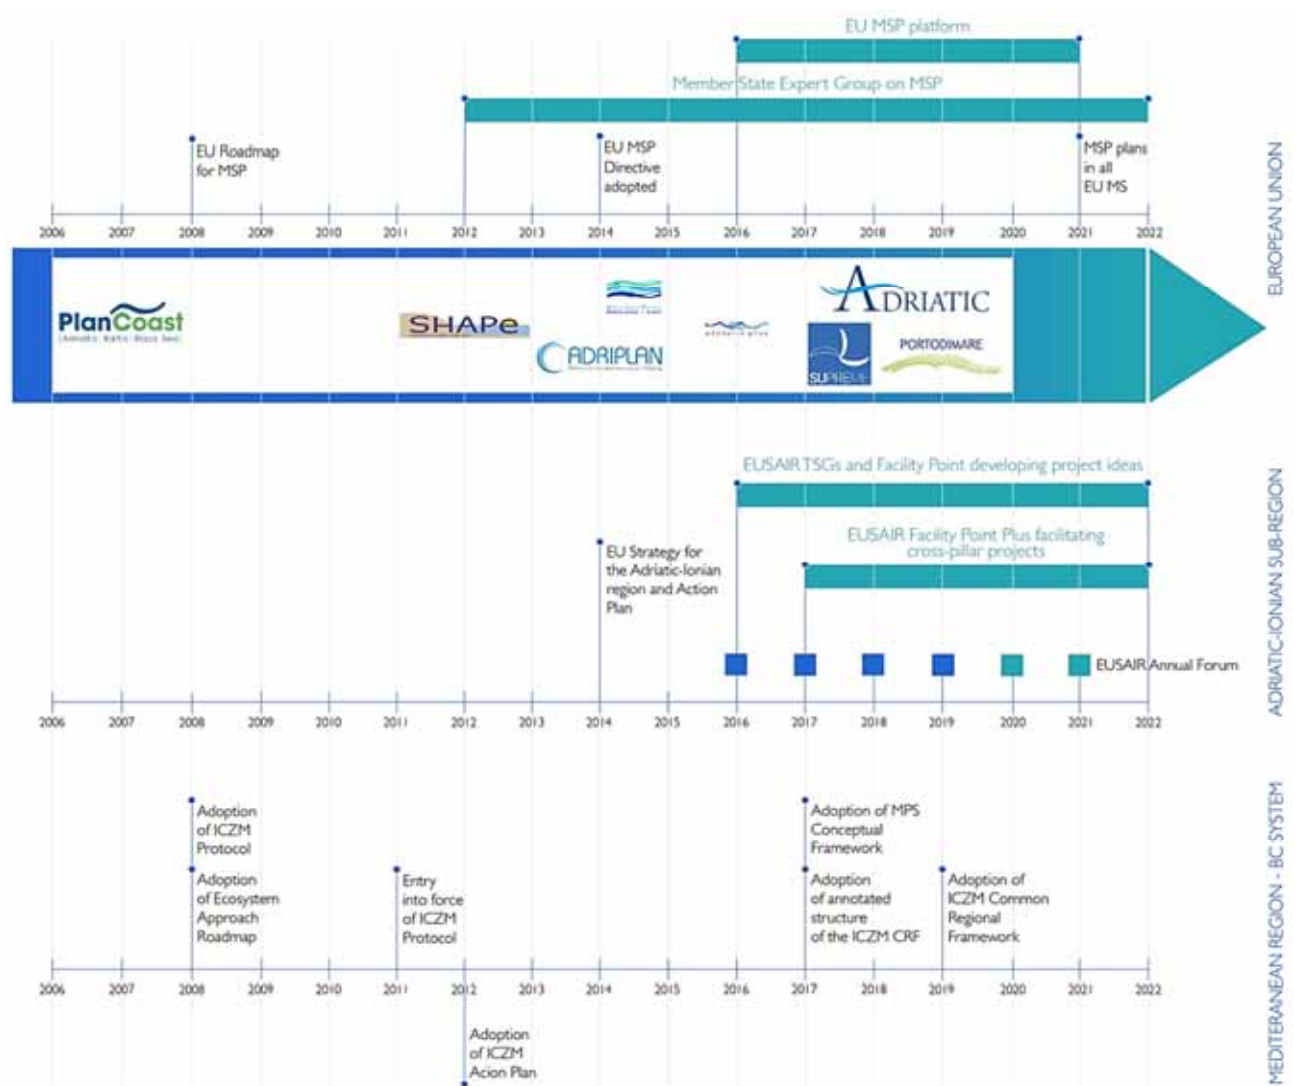 EU MSP platform
Member State Expert Group on MSP
EU Roadmap
for MSP
EU MSP
Directive
adopted
MSP plans
in all
EU MS
2006 2007 2008 2009 2010 2011 2012 2013 2014 2015 2016 2017 2018 2019 2020 2021 2022
EUROPEAN UNION
PlanCoast
SHAPe
ADRIPLAN
ADRIATIC
SUPREME
PORTODIMARE
EUSAIR TSGs and Facility Point developing project ideas
EUSAIR Facility Point Plus facilitating
cross-pillar projects
EU Strategy for
the Adriatic-Ionian
region and Action
Plan
EUSAIR Annual Forum
2006 2007 2008 2009 2010 2011 2012 2013 2014 2015 2016 2017 2018 2019 2020 2021 2022
ADRIATIC-IONIAN SUB-REGION
Adoption
of ICZM
Protocol
Adoption
of Ecosystem
Approach
Roadmap
Entry
into force
of ICZM
Protocol
Adoption of MPS
Conceptual
Framework
Adoption
of annotated
structure
of the ICZM CRF
Adoption of
ICZM Common
Regional
Framework
2006 2007 2008 2009 2010 2011 2012 2013 2014 2015 2016 2017 2018 2019 2020 2021 2022
Adoption
of ICZM
Acion Plan
MEDITERANEAN REGION - BC SYSTEM